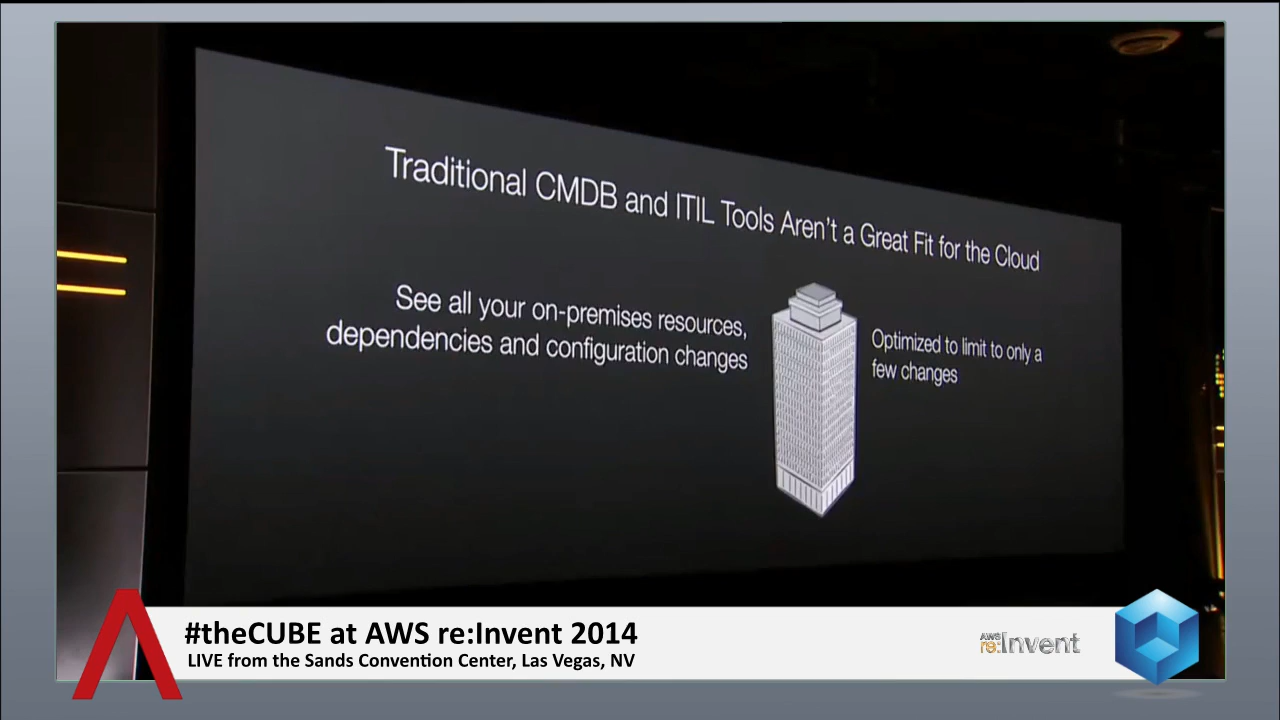 Traditional CMDB and ITIL Tools Aren't a Great Fit for the Cloud
See all your on-premises resources,
dependencies and configuration changes
Optimized to limit to only a
few changes
#theCUBE at AWS re:Invent 2014
LIVE from the Sands Convention Center, Las Vegas, NV
AWS
re:Invent